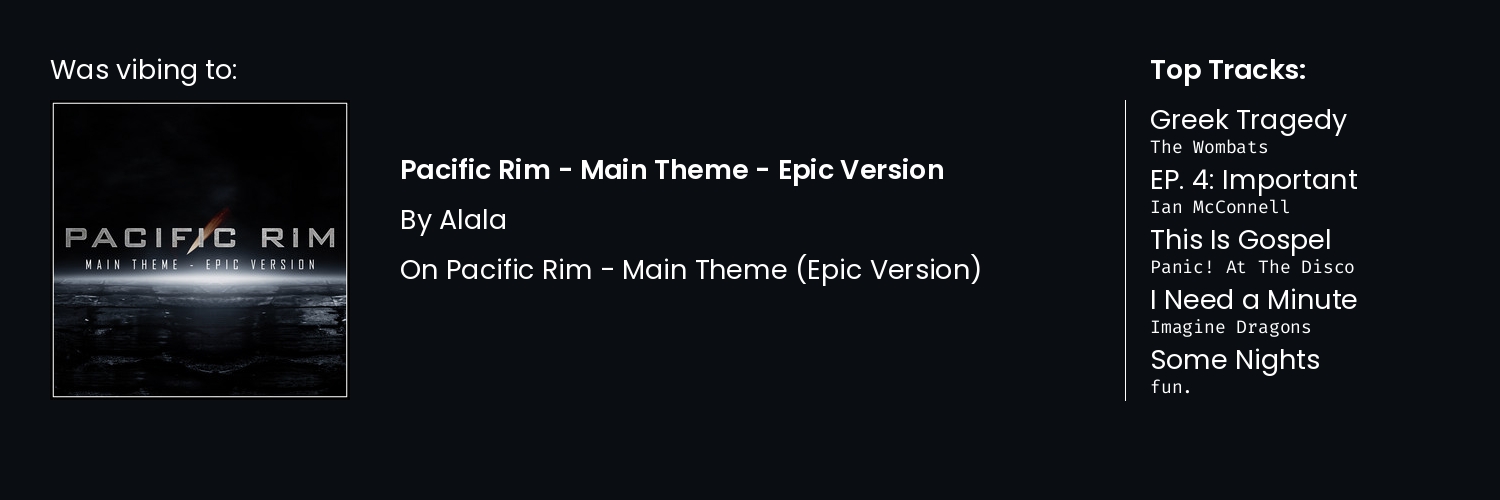 Was vibing to:
PACIFIC RIM
MAIN THEME - EPIC VERSION
Pacific Rim - Main Theme - Epic Version
By Alala
On Pacific Rim - Main Theme (Epic Version)
Top Tracks:
Greek Tragedy
The Wombats
EP. 4: Important
Ian McConnell
This Is Gospel
Panic! At The Disco
I Need a Minute
Imagine Dragons
Some Nights
fun.